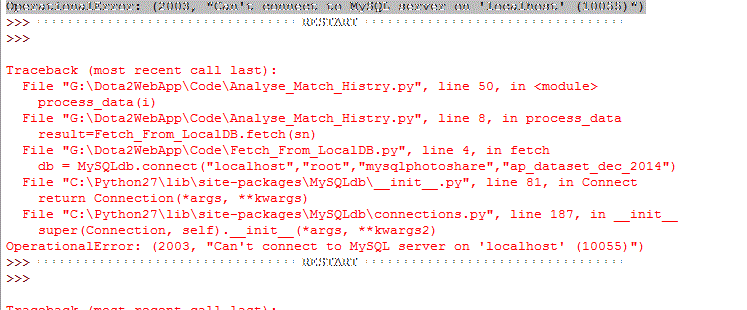 OperationalError: (2003, "Can't connect to MySQL server on 'localhost' (10055)")
>>> ================================ RESTART ================================
>>>
Traceback (most recent call last):
File "G:\Dota2WebApp\Code\Analyse_Match_Histry.py", line 50, in <module>
process_data(i)
File "G:\Dota2WebApp\Code\Analyse_Match_Histry.py", line 8, in process_data
result=Fetch_From_LocalDB.fetch(sn)
File "G:\Dota2WebApp\Code\Fetch_From_LocalDB.py", line 4, in fetch
db = MySQLdb.connect("localhost","root","mysqlphotoshare","ap_dataset_dec_2014")
File "C:\Python27\lib\site-packages\MySQLdb\__init__.py", line 81, in Connect
return Connection(*args, **kwargs)
File "C:\Python27\lib\site-packages\MySQLdb\connections.py", line 187, in __init__
super(Connection, self).__init__(*args, **kwargs2)
OperationalError: (2003, "Can't connect to MySQL server on 'localhost' (10055)")
>>> ================================ RESTART ================================
>>>
Traceback (most recent call last):